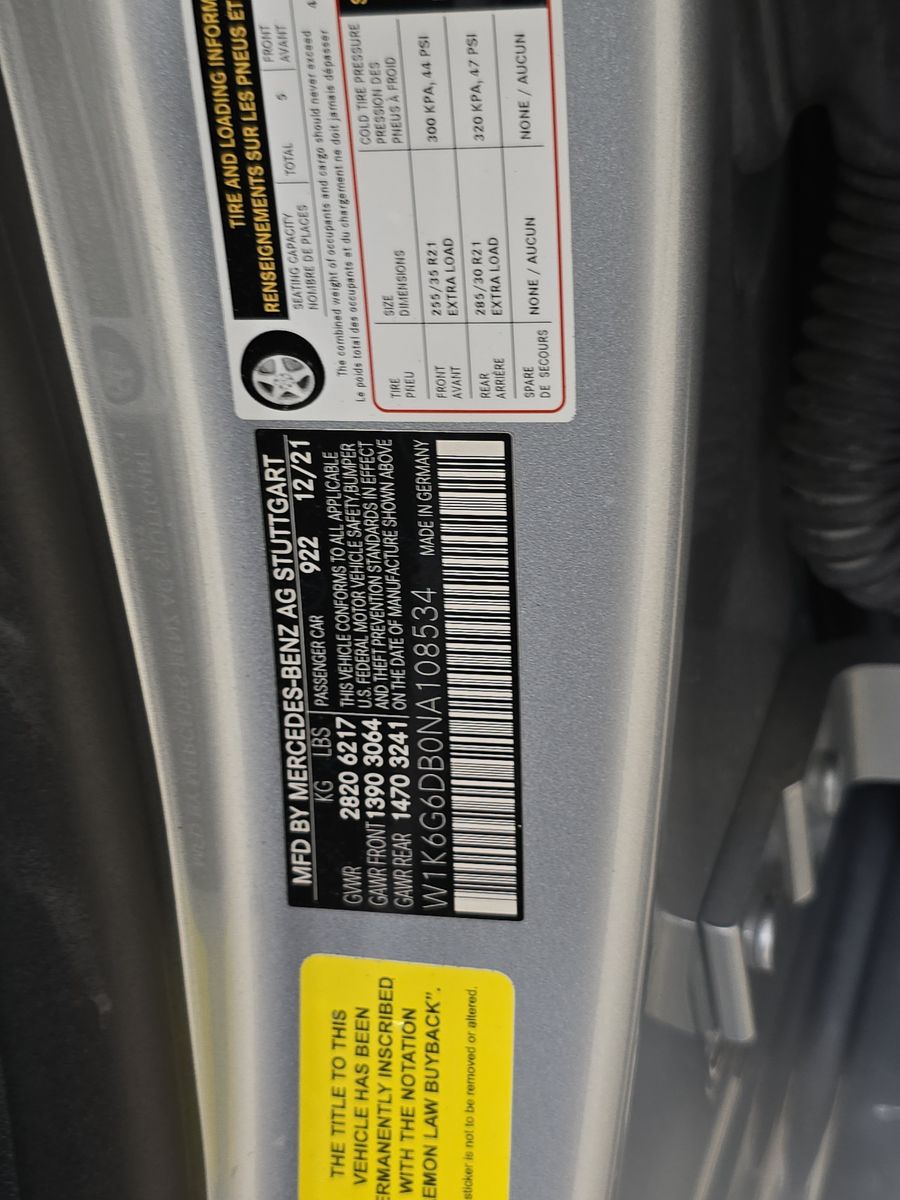 TIRE AND LOADING INFORM
RENSEIGNEMENTS SUR LES PNEUS ET
SEATING CAPACITY
NOMBRE DE PLACES
TOTAL 5
FRONT
AVANT
The combined weight of occupants and cargo should never exceed
Le poids total des occupants et du chargement ne doit jamais dépasser
TIRE
PNEU
SIZE
DIMENSIONS
COLD TIRE PRESSURE
PRESSION DES
PNEUS À FROID
FRONT
AVANT
255/35 R21
EXTRA LOAD
300 KPA, 44 PSI
REAR
ARRIÈRE
285/30 R21
EXTRA LOAD
320 KPA, 47 PSI
SPARE
DE SECOURS
NONE / AUCUN
NONE / AUCUN
MFD BY MERCEDES-BENZ AG STUTTGART
KG LBS PASSENGER CAR 922 12/21
GVWR 2820 6217
GAWR FRONT 1390 3064
GAWR REAR 1470 3241
THIS VEHICLE CONFORMS TO ALL APPLICABLE
U.S. FEDERAL MOTOR VEHICLE SAFETY,BUMPER
AND THEFT PREVENTION STANDARDS IN EFFECT
ON THE DATE OF MANUFACTURE SHOWN ABOVE
W1K6G6DB0NA108534 MADE IN GERMANY
THE TITLE TO THIS
VEHICLE HAS BEEN
ERMANENTLY INSCRIBED
WITH THE NOTATION
EMON LAW BUYBACK".
sticker is not to be removed or altered.